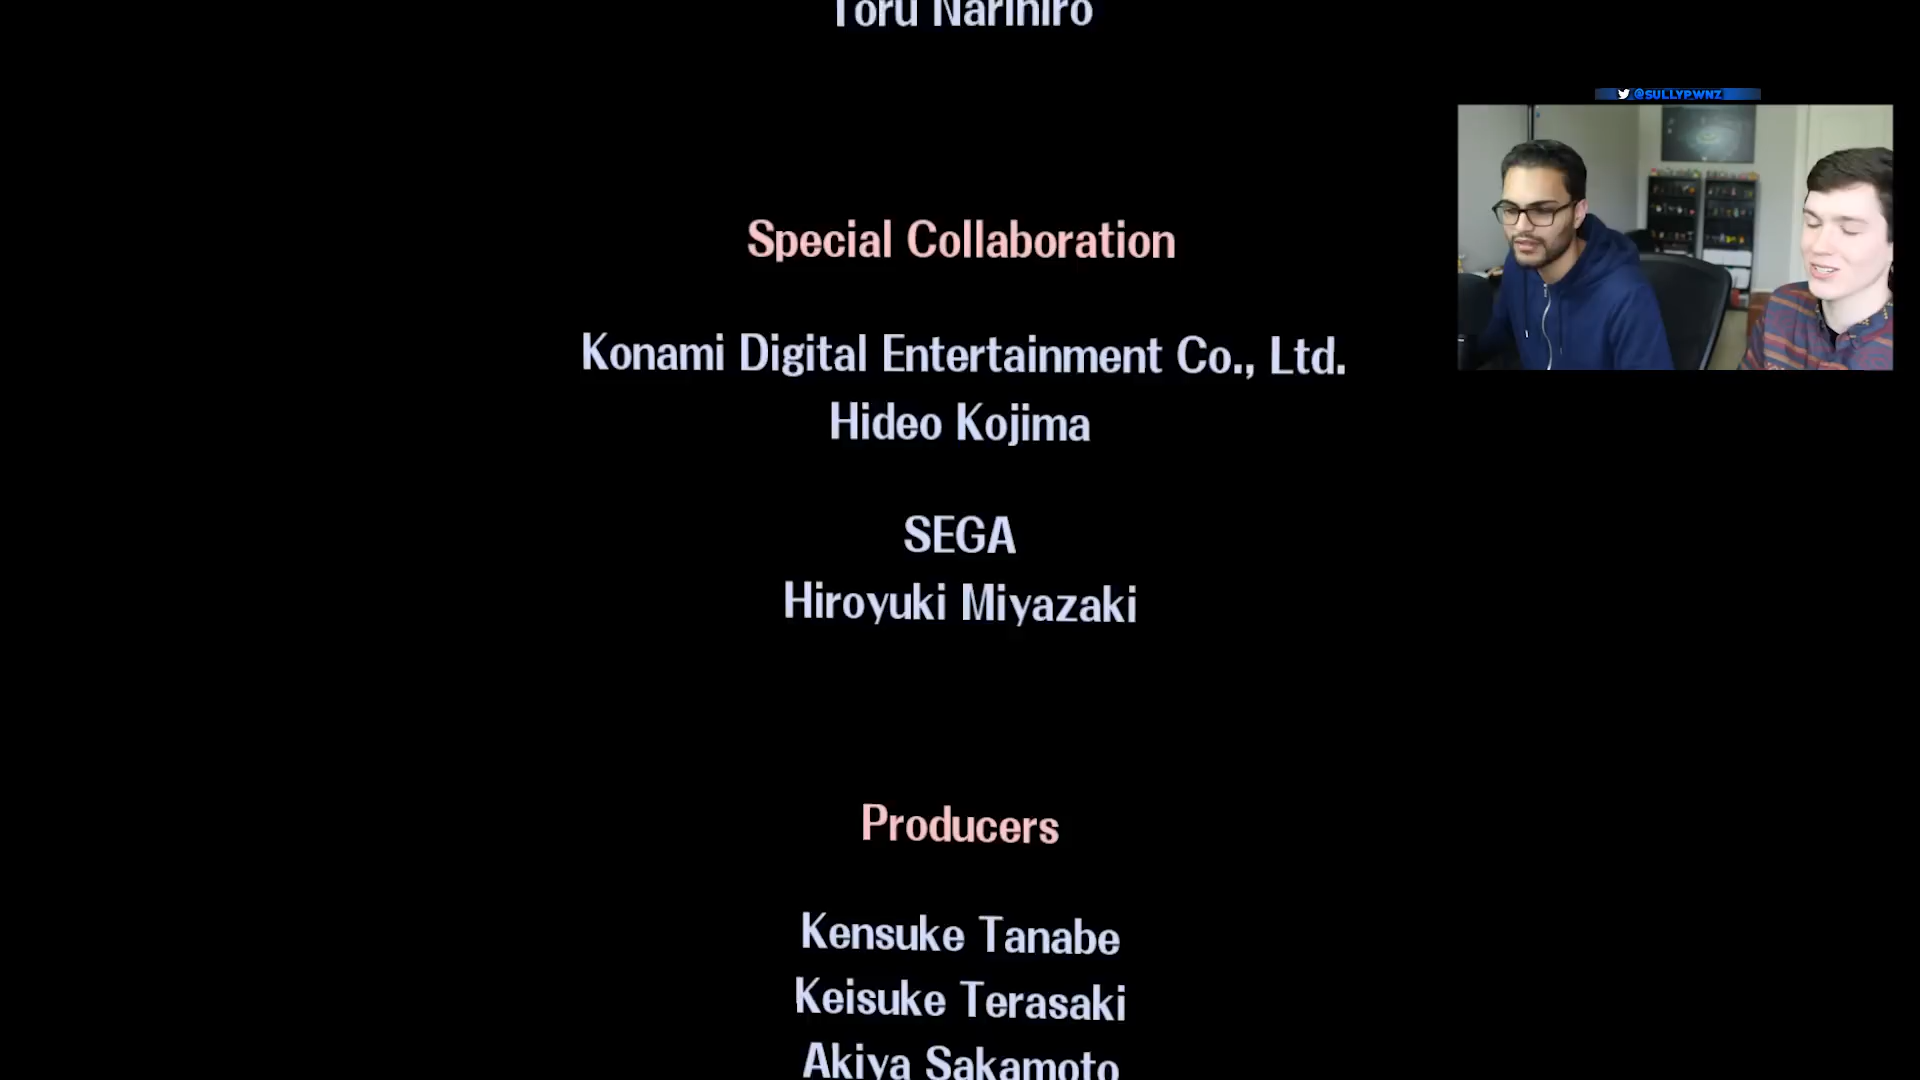 Toru Narihiro
@SULLYPWNZ
Special Collaboration
Konami Digital Entertainment Co., Ltd.
Hideo Kojima
SEGA
Hiroyuki Miyazaki
Producers
Kensuke Tanabe
Keisuke Terasaki
Akiya Sakamoto